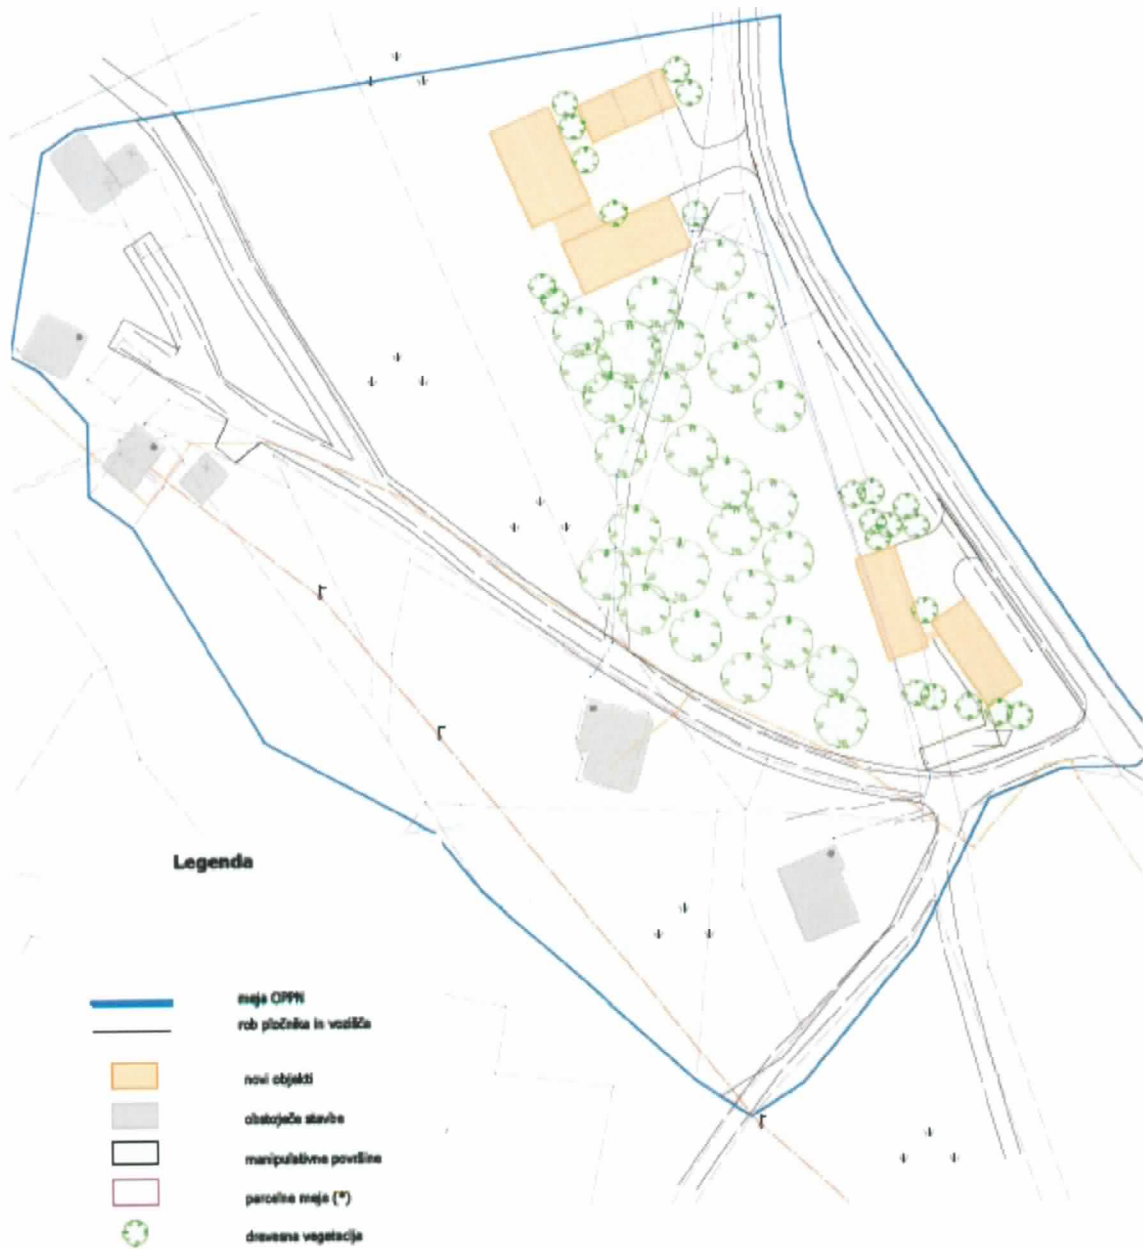 Legenda
meja OPPN
rob pločnika in vozišča
novi objekti
obstoječe stavbe
manipulativne površine
parcelne meje (*)
drevesna vegetacija